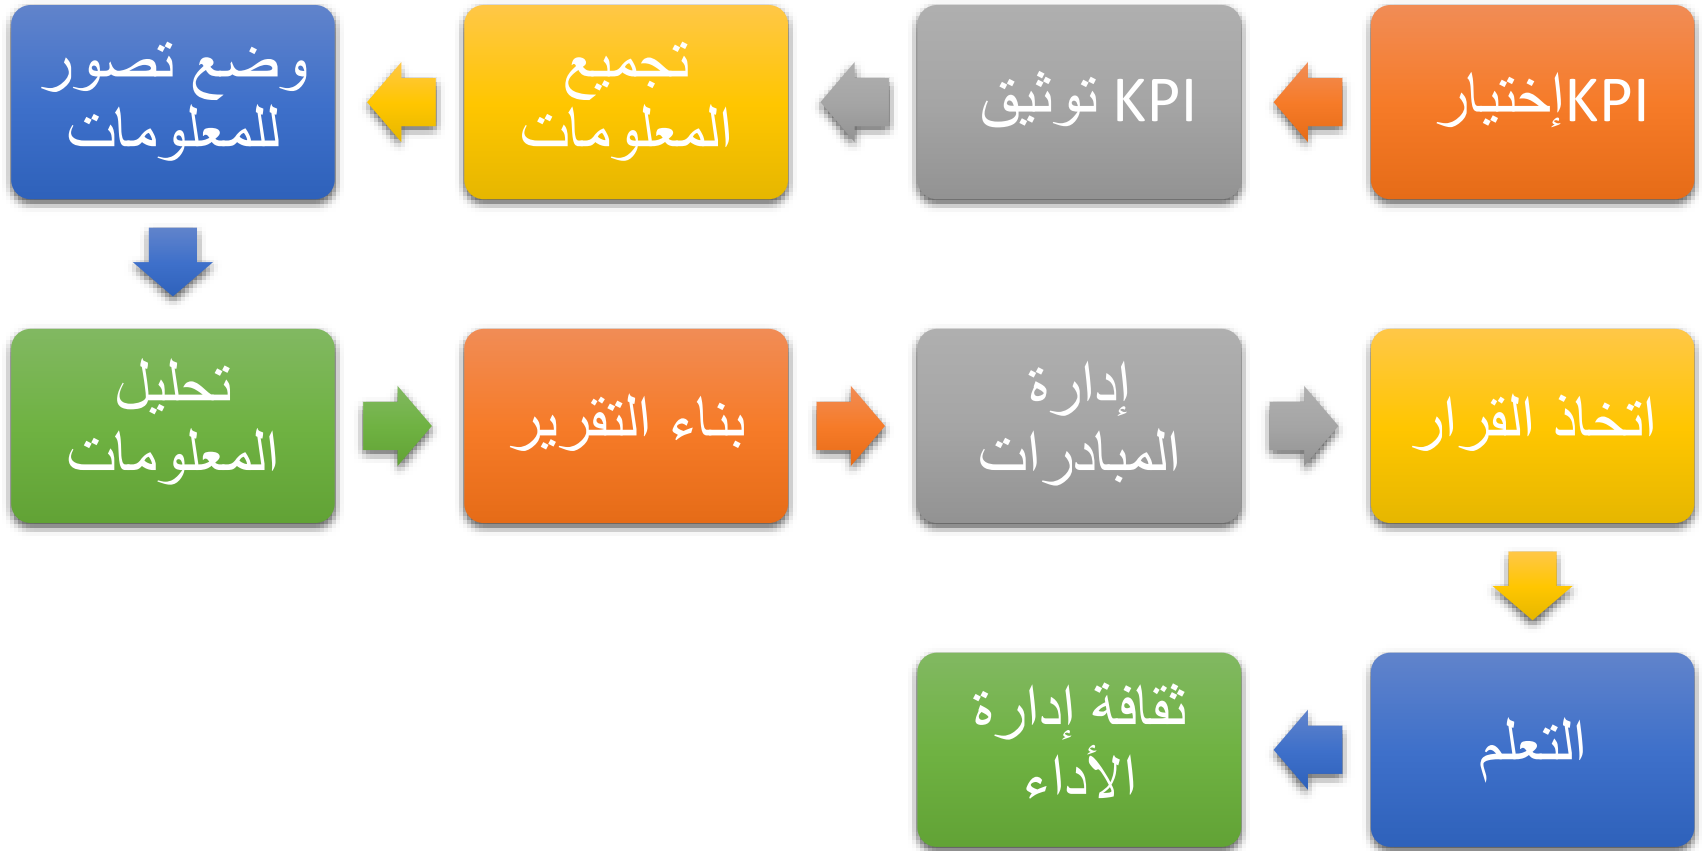 KPIإختيار
KPI توثيق
تجميع
المعلومات
وضع تصور
للمعلومات
تحليل
المعلومات
بناء التقرير
إدارة
المبادرات
اتخاذ القرار
التعلم
ثقافة إدارة
الأداء